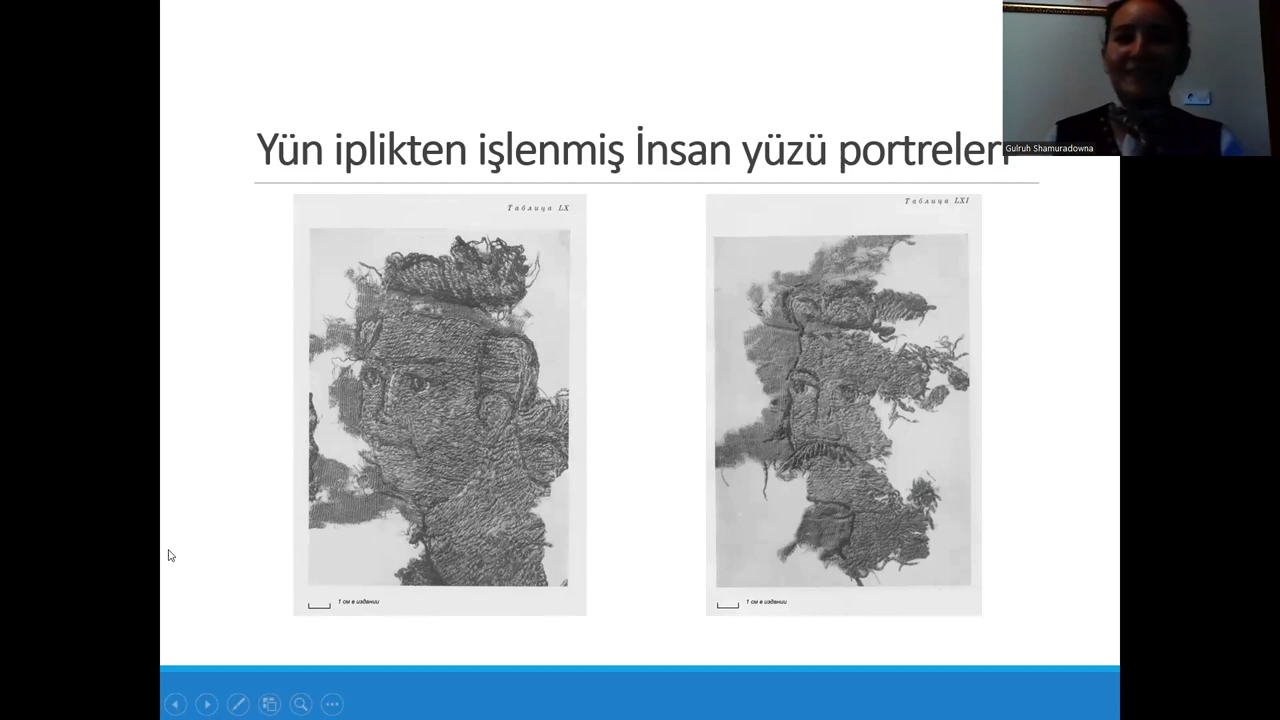 Yün iplikten işlenmiş İnsan yüzü portreleri
Gulruh Shamuradowna
Таблица LX
Таблица LXI
1 см в издании
1 см в издании